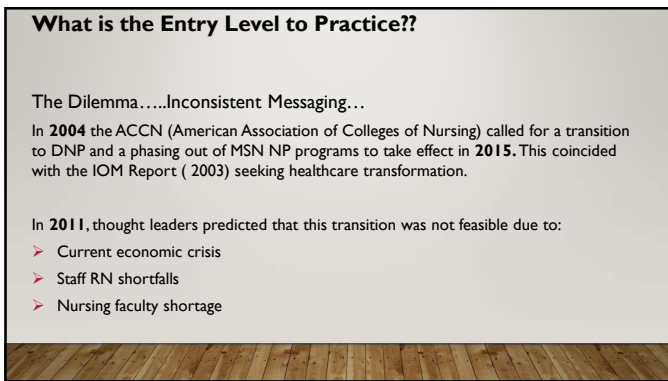 What is the Entry Level to Practice??
The Dilemma…..Inconsistent Messaging…
In 2004 the ACCN (American Association of Colleges of Nursing) called for a transition
to DNP and a phasing out of MSN NP programs to take effect in 2015. This coincided
with the IOM Report ( 2003) seeking healthcare transformation.
In 2011, thought leaders predicted that this transition was not feasible due to:
➢ Current economic crisis
➢ Staff RN shortfalls
➢ Nursing faculty shortage